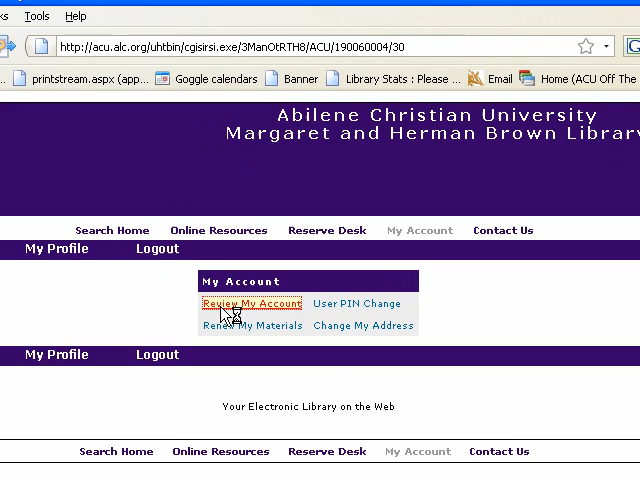 ks Tools Help
http://acu.alc.org/uhtbin/cgisirsi.exe/3ManOtRTH8/ACU/190060004/30 G
... printstream.aspx (app... Goggle calendars Banner Library Stats : Please ... Email Home (ACU Off The
Abilene Christian University
Margaret and Herman Brown Library
Search Home Online Resources Reserve Desk My Account Contact Us
My Profile Logout
My Account
Review My Account User PIN Change
Renew My Materials Change My Address
My Profile Logout
Your Electronic Library on the Web
Search Home Online Resources Reserve Desk My Account Contact Us